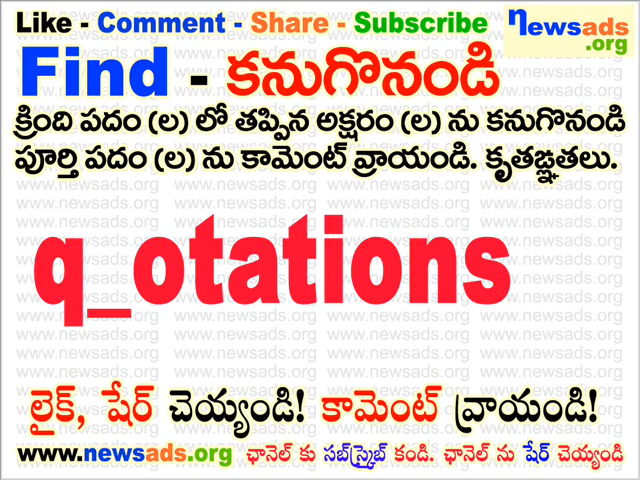 Like - Comment - Share - Subscribe
newsads
.org
Find - కనుగొనండి
క్రింది పదం (ల) లో తప్పిన అక్షరం (ల) ను కనుగొనండి
పూర్తి పదం (ల) ను కామెంట్ వ్రాయండి. కృతఙ్ఞతలు.
q_otations
లైక్, షేర్ చెయ్యండి! కామెంట్ వ్రాయండి!
www.newsads.org ఛానెల్ కు సబ్‌స్క్రైబ్ కండి. ఛానెల్ ను షేర్ చెయ్యండి